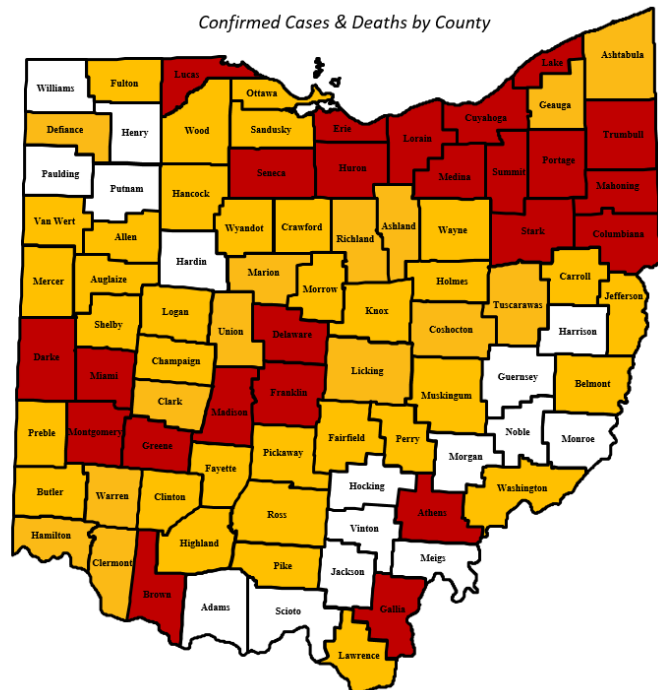 Confirmed Cases & Deaths by County
Williams
Fulton
Lucas
Ottawa
Lake
Ashtabula
Geauga
Cuyahoga
Defiance
Henry
Wood
Sandusky
Erie
Lorain
Trumbull
Paulding
Putnam
Hancock
Seneca
Huron
Medina
Summit
Portage
Mahoning
Van Wert
Allen
Wyandot
Crawford
Richland
Ashland
Wayne
Stark
Columbiana
Mercer
Auglaize
Hardin
Marion
Morrow
Holmes
Tuscarawas
Carroll
Jefferson
Shelby
Logan
Union
Knox
Coshocton
Harrison
Darke
Miami
Champaign
Delaware
Licking
Guernsey
Belmont
Clark
Madison
Franklin
Muskingum
Preble
Montgomery
Greene
Fayette
Pickaway
Fairfield
Perry
Morgan
Noble
Monroe
Butler
Warren
Clinton
Ross
Hocking
Athens
Washington
Hamilton
Clermont
Highland
Pike
Vinton
Meigs
Brown
Adams
Scioto
Jackson
Gallia
Lawrence